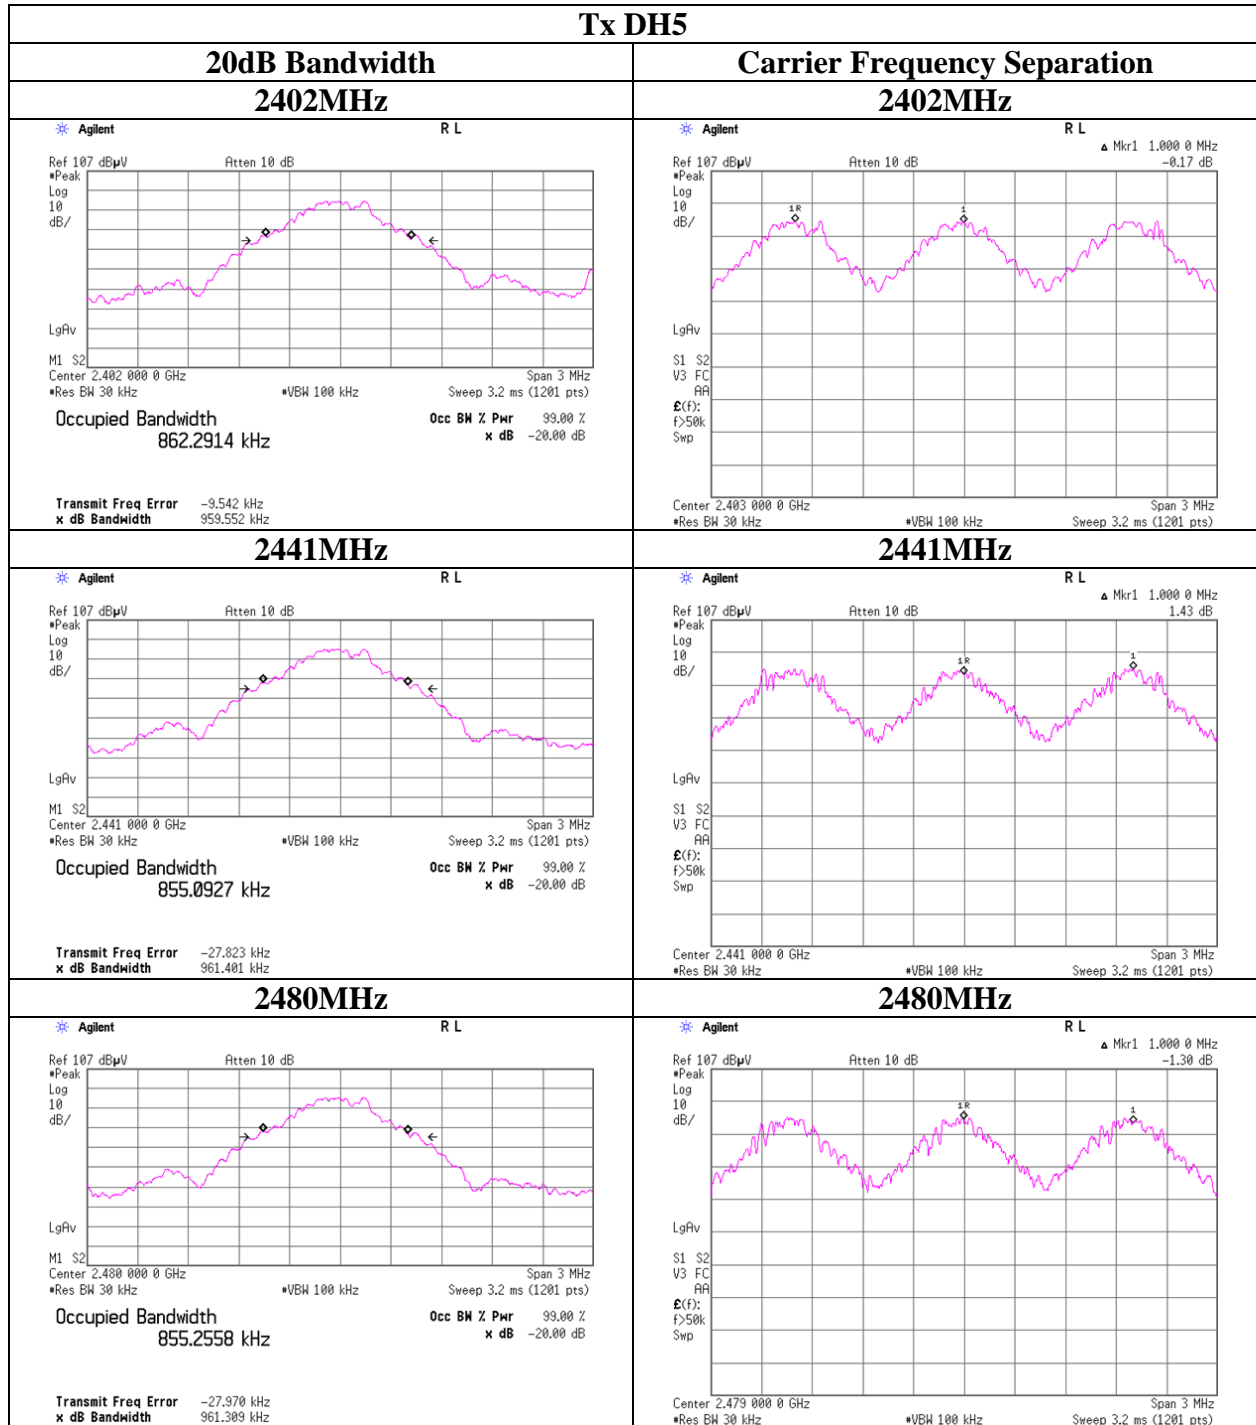 Tx DH5
20dB Bandwidth
Carrier Frequency Separation
2402MHz
2402MHz
Agilent
R L
Ref 107 dBµV
Atten 10 dB
#Peak
Log
10
dB/
LgAv
M1 S2
Center 2.402 000 0 GHz
Span 3 MHz
#Res BW 30 kHz
#VBW 100 kHz
Sweep 3.2 ms (1201 pts)
Occupied Bandwidth
862.2914 kHz
Occ BW % Pwr 99.00 %
x dB -20.00 dB
Transmit Freq Error -9.542 kHz
x dB Bandwidth 959.552 kHz
Agilent
R L
Δ Mkr1 1.000 0 MHz
Ref 107 dBµV
Atten 10 dB
-0.17 dB
#Peak
Log
10
dB/
1R
1
LgAv
S1 S2
V3 FC
AA
£(f):
f>50k
Swp
Center 2.403 000 0 GHz
Span 3 MHz
#Res BW 30 kHz
#VBW 100 kHz
Sweep 3.2 ms (1201 pts)
2441MHz
2441MHz
Agilent
R L
Ref 107 dBµV
Atten 10 dB
#Peak
Log
10
dB/
LgAv
M1 S2
Center 2.441 000 0 GHz
Span 3 MHz
#Res BW 30 kHz
#VBW 100 kHz
Sweep 3.2 ms (1201 pts)
Occupied Bandwidth
855.0927 kHz
Occ BW % Pwr 99.00 %
x dB -20.00 dB
Transmit Freq Error -27.823 kHz
x dB Bandwidth 961.401 kHz
Agilent
R L
Δ Mkr1 1.000 0 MHz
Ref 107 dBµV
Atten 10 dB
1.43 dB
#Peak
Log
10
dB/
1R
1
LgAv
S1 S2
V3 FC
AA
£(f):
f>50k
Swp
Center 2.441 000 0 GHz
Span 3 MHz
#Res BW 30 kHz
#VBW 100 kHz
Sweep 3.2 ms (1201 pts)
2480MHz
2480MHz
Agilent
R L
Ref 107 dBµV
Atten 10 dB
#Peak
Log
10
dB/
LgAv
M1 S2
Center 2.480 000 0 GHz
Span 3 MHz
#Res BW 30 kHz
#VBW 100 kHz
Sweep 3.2 ms (1201 pts)
Occupied Bandwidth
855.2558 kHz
Occ BW % Pwr 99.00 %
x dB -20.00 dB
Transmit Freq Error -27.970 kHz
x dB Bandwidth 961.309 kHz
Agilent
R L
Δ Mkr1 1.000 0 MHz
Ref 107 dBµV
Atten 10 dB
-1.30 dB
#Peak
Log
10
dB/
1R
1
LgAv
S1 S2
V3 FC
AA
£(f):
f>50k
Swp
Center 2.479 000 0 GHz
Span 3 MHz
#Res BW 30 kHz
#VBW 100 kHz
Sweep 3.2 ms (1201 pts)